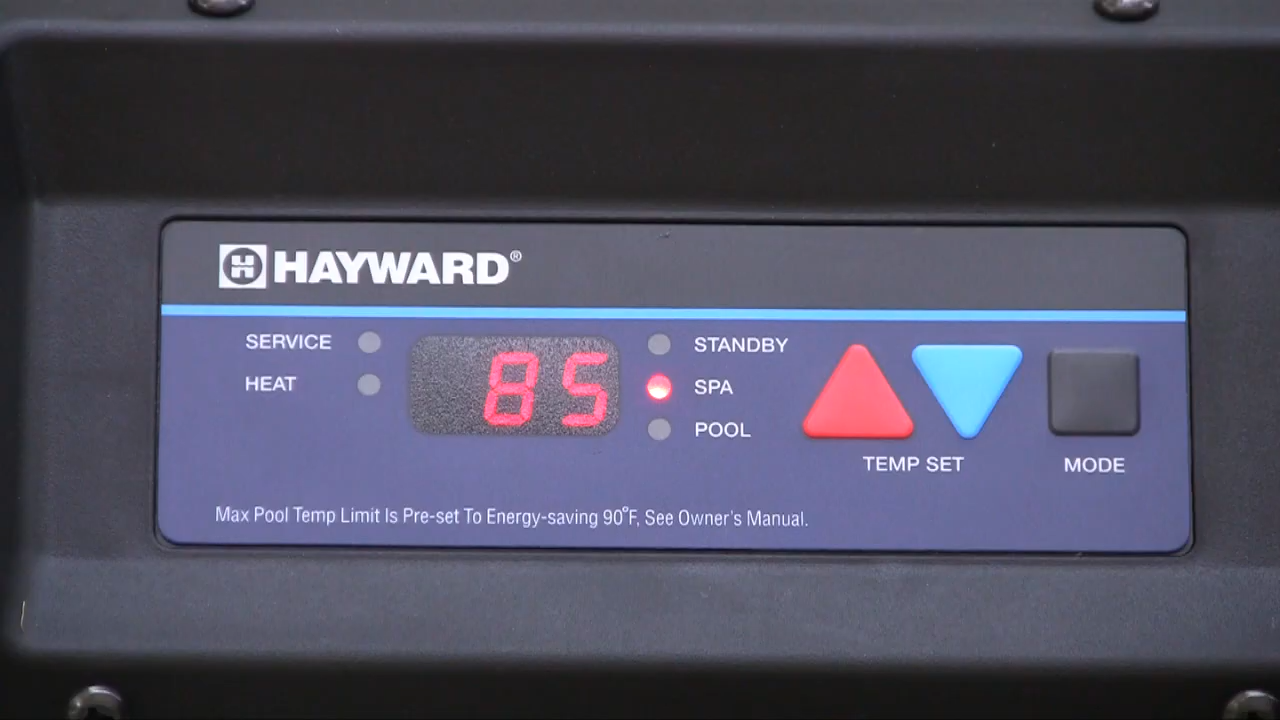 HAYWARD®
SERVICE
HEAT
85
STANDBY
SPA
POOL
TEMP SET
MODE
Max Pool Temp Limit Is Pre-set To Energy-saving 90°F, See Owner's Manual.